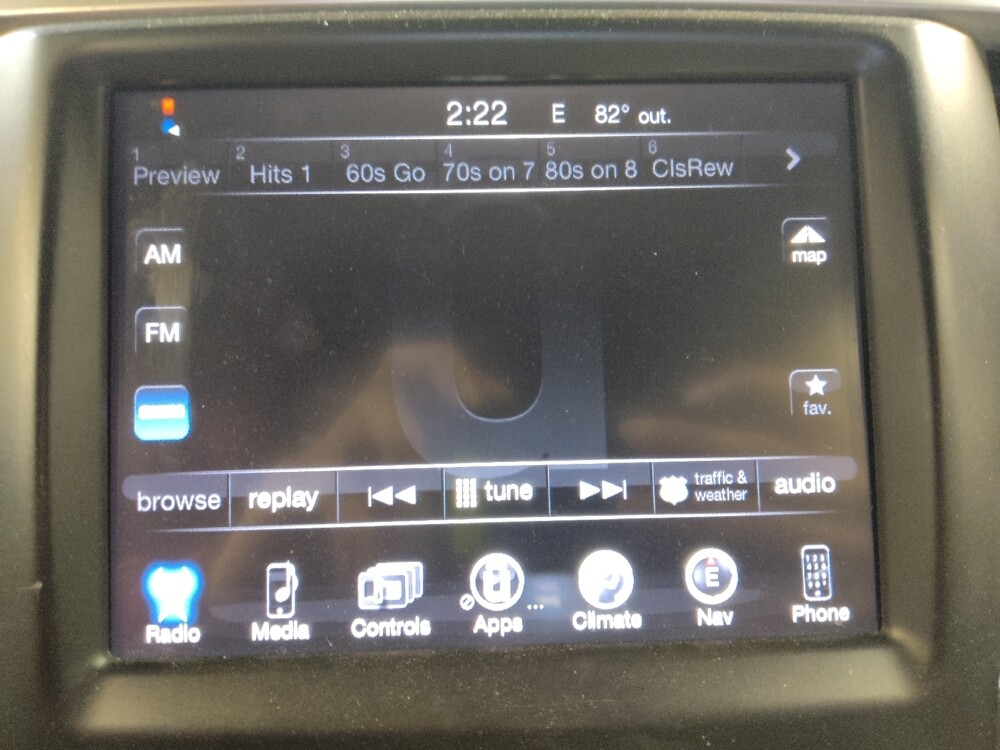 2:22 E 82° out.
1 2 3 4 5 6
Preview Hits 1 60s Go 70s on 7 80s on 8 ClsRew
AM
map
FM
fav.
browse replay tune traffic & weather audio
E
Radio Media Controls Apps ... Climate Nav Phone